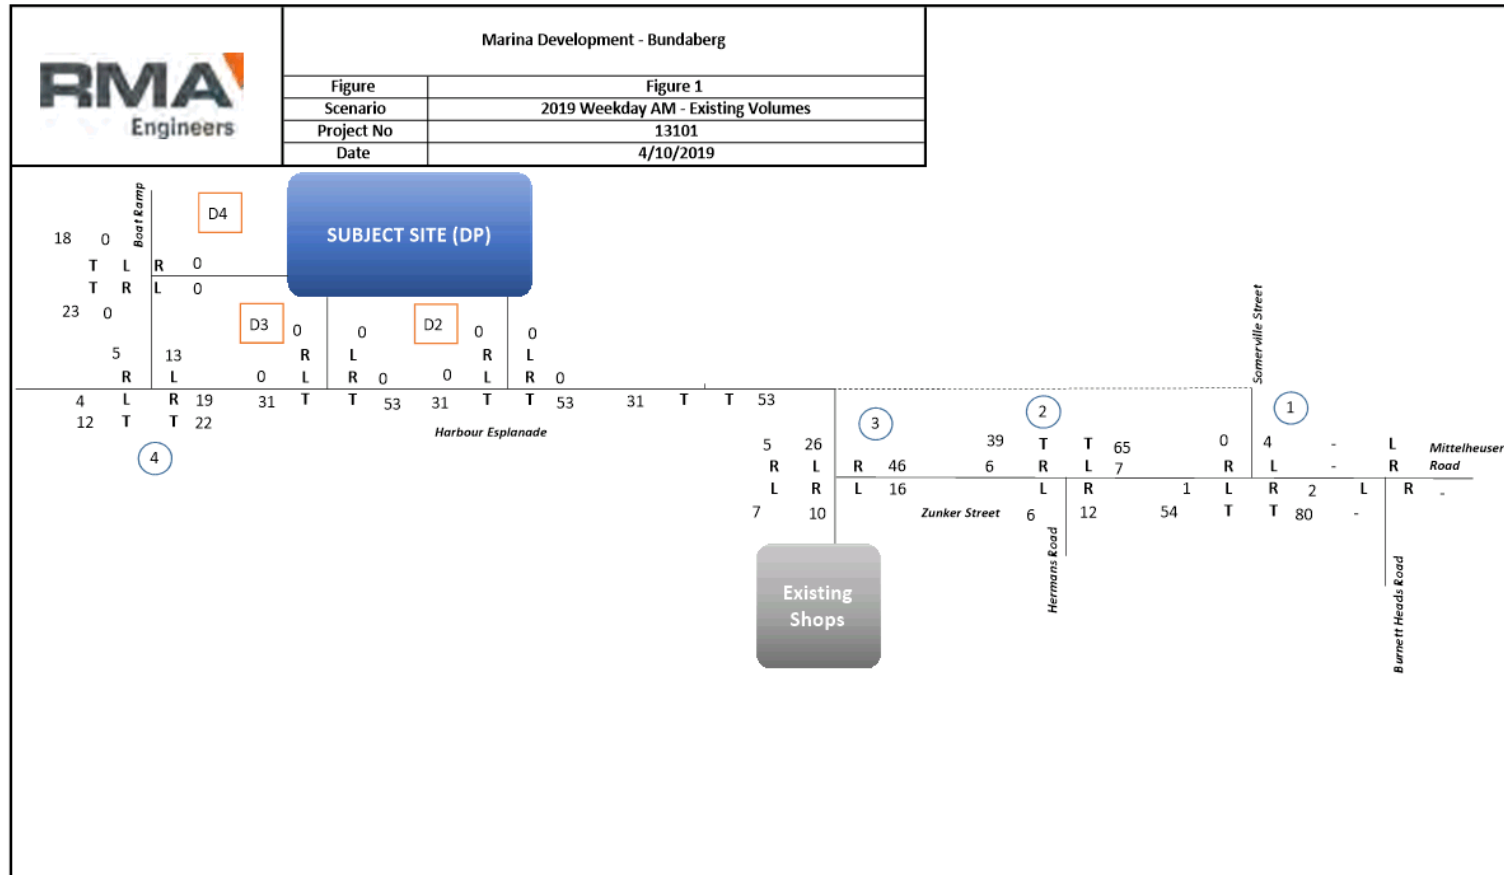 RMA
Engineers
Marina Development - Bundaberg
Figure Figure 1
Scenario 2019 Weekday AM - Existing Volumes
Project No 13101
Date 4/10/2019
Boat Ramp
D4
SUBJECT SITE (DP)
18 0
T L R 0
T R L 0
23 0
D3 0 0 D2 0 0
5 13 R L R L
R L 0 L R 0 0 L R 0
4 L R 19 31 T T 53 31 T T 53 31 T T 53
12 T T 22
Harbour Esplanade
4
Somerville Street
1
2
3
5 26 39 T T 65 0 4 - L Mittelheuser
R L R 46 6 R L 7 R L - R Road
L R L 16 L R 1 L R 2 L R -
7 10 Zunker Street 6 12 54 T T 80 -
Hermans Road
Burnett Heads Road
Existing
Shops